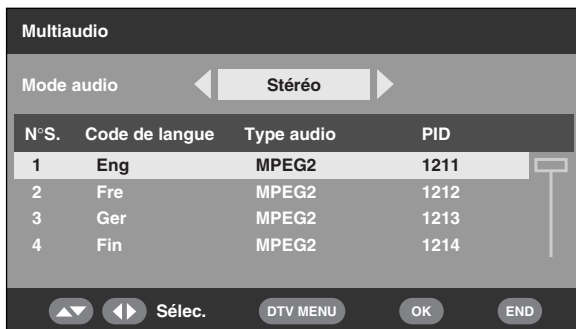 Multiaudio
Mode audio Stéréo
N°S. Code de langue Type audio PID
1 Eng MPEG2 1211
2 Fre MPEG2 1212
3 Ger MPEG2 1213
4 Fin MPEG2 1214
Sélec. DTV MENU OK END